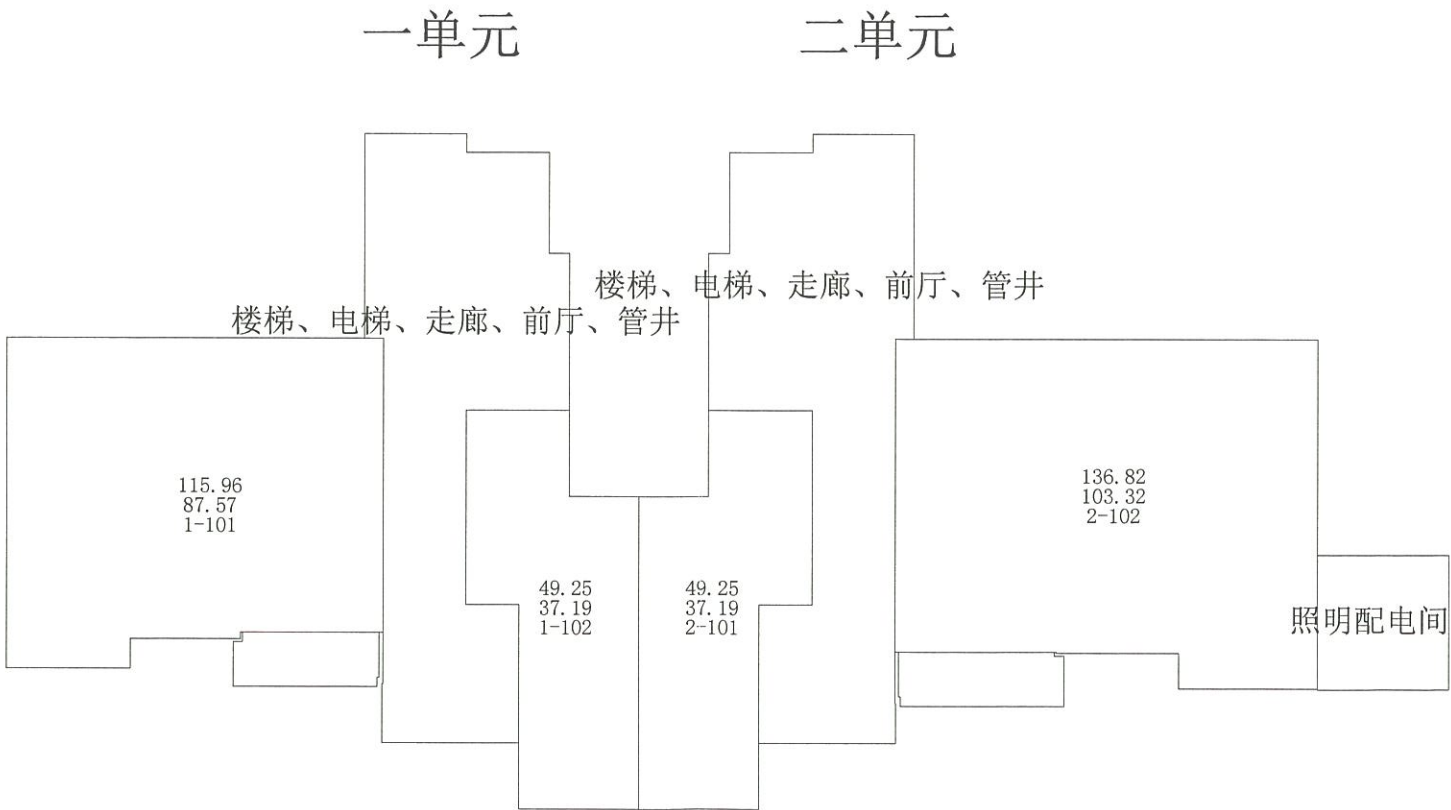 一单元
二单元
楼梯、电梯、走廊、前厅、管井
楼梯、电梯、走廊、前厅、管井
115.96
87.57
1-101
136.82
103.32
2-102
49.25
37.19
1-102
49.25
37.19
2-101
照明配电间